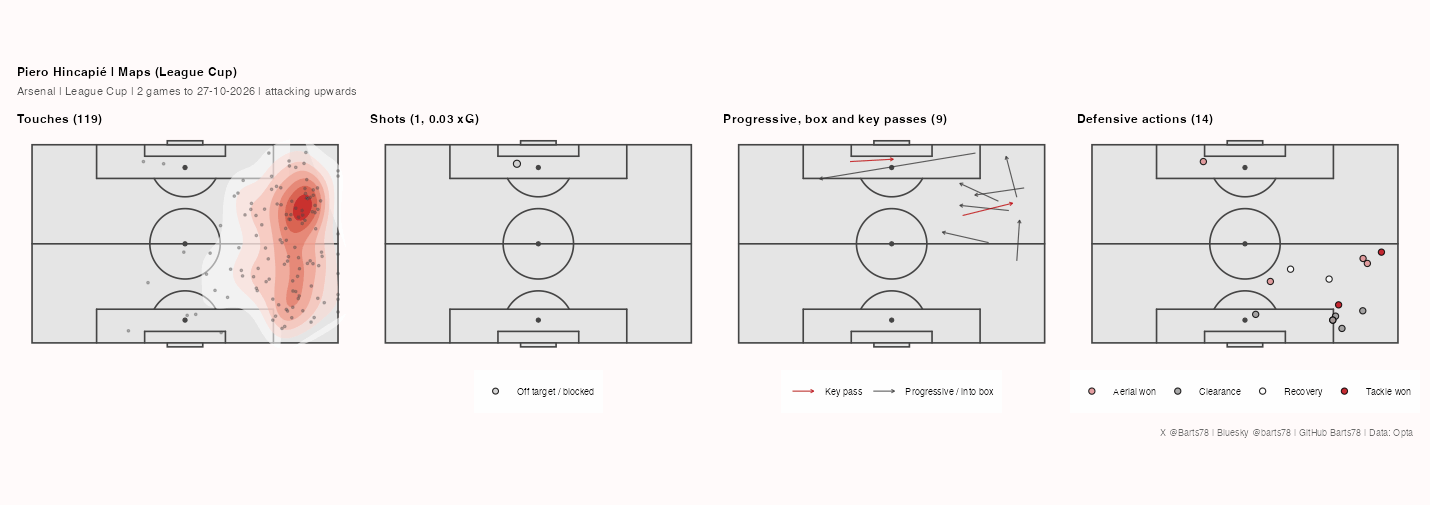 Piero Hincapié | Maps (League Cup)
Arsenal | League Cup | 2 games to 27-10-2026 | attacking upwards
Touches (119)
Shots (1, 0.03 xG)
Progressive, box and key passes (9)
Defensive actions (14)
Off target / blocked
Key pass
Progressive / into box
Aerial won
Clearance
Recovery
Tackle won
X @Barts78 | Bluesky @barts78 | GitHub Barts78 | Data: Opta